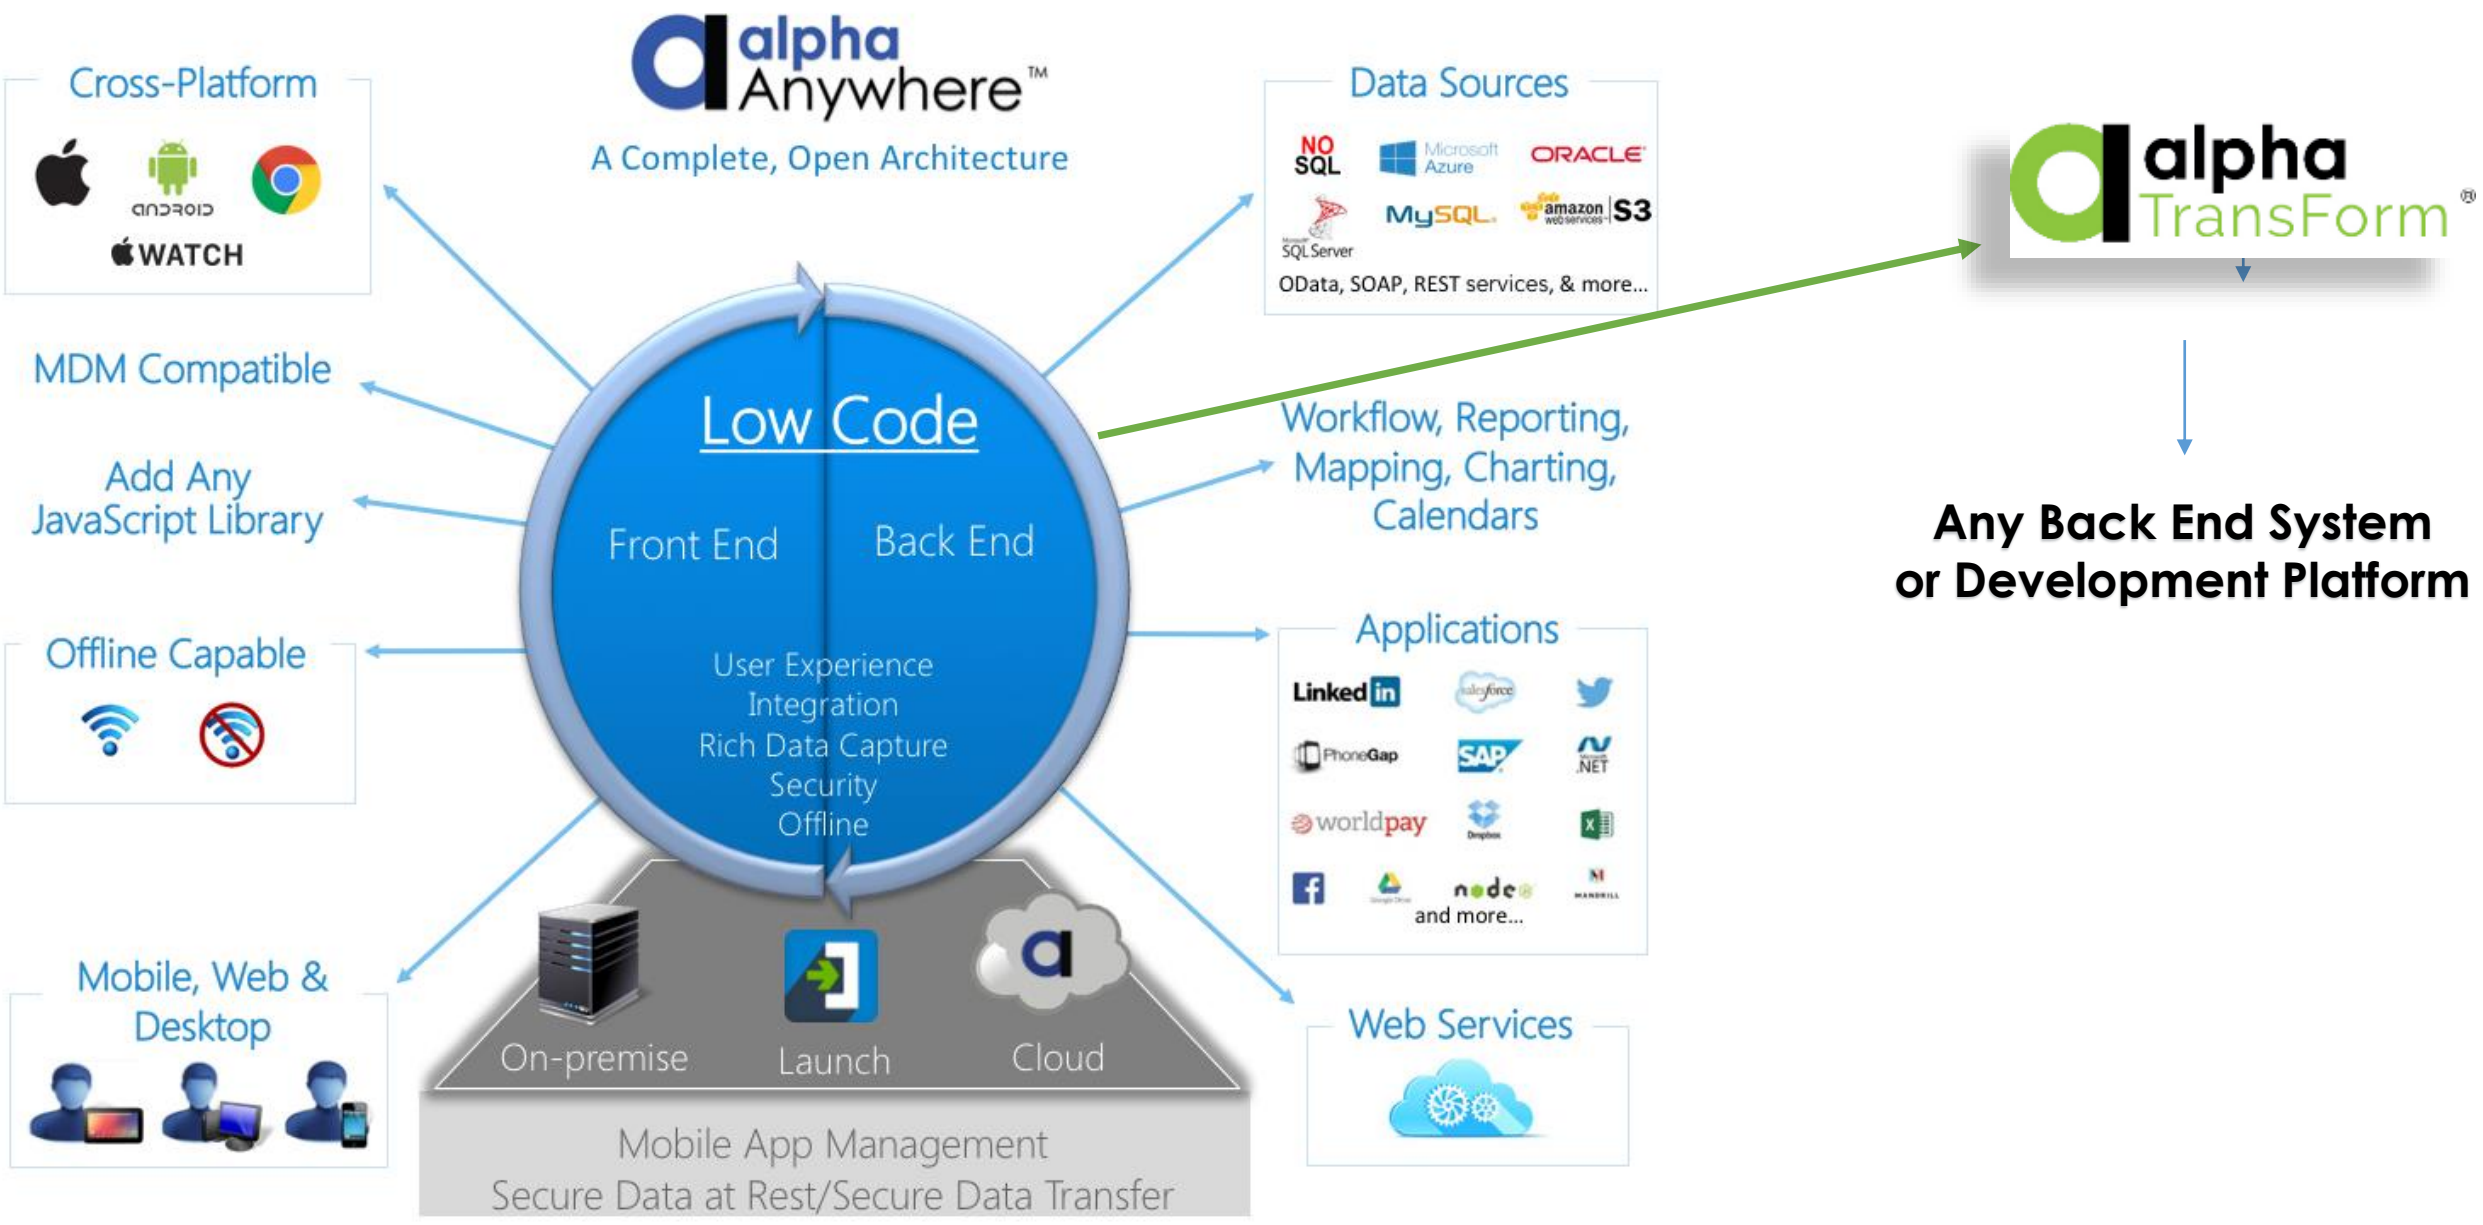 alpha
Anywhere™
A Complete, Open Architecture
Cross-Platform
ANDROID
WATCH
MDM Compatible
Add Any
JavaScript Library
Offline Capable
Mobile, Web &
Desktop
Low Code
Front End
Back End
User Experience
Integration
Rich Data Capture
Security
Offline
On-premise
Launch
Cloud
Mobile App Management
Secure Data at Rest/Secure Data Transfer
Data Sources
NO
SQL
Microsoft
Azure
ORACLE
Microsoft
SQL Server
MySQL
amazon
web services
S3
OData, SOAP, REST services, & more...
Workflow, Reporting,
Mapping, Charting,
Calendars
Applications
Linked in
salesforce
PhoneGap
SAP
Microsoft
.NET
worldpay
Dropbox
X
f
Google Drive
node
MANDRILL
and more...
Web Services
alpha
TransForm ®
Any Back End System
or Development Platform